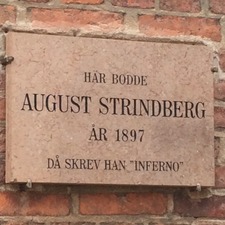 HÄR BODDE
AUGUST STRINDBERG
ÅR 1897
DÅ SKREV HAN "INFERNO"